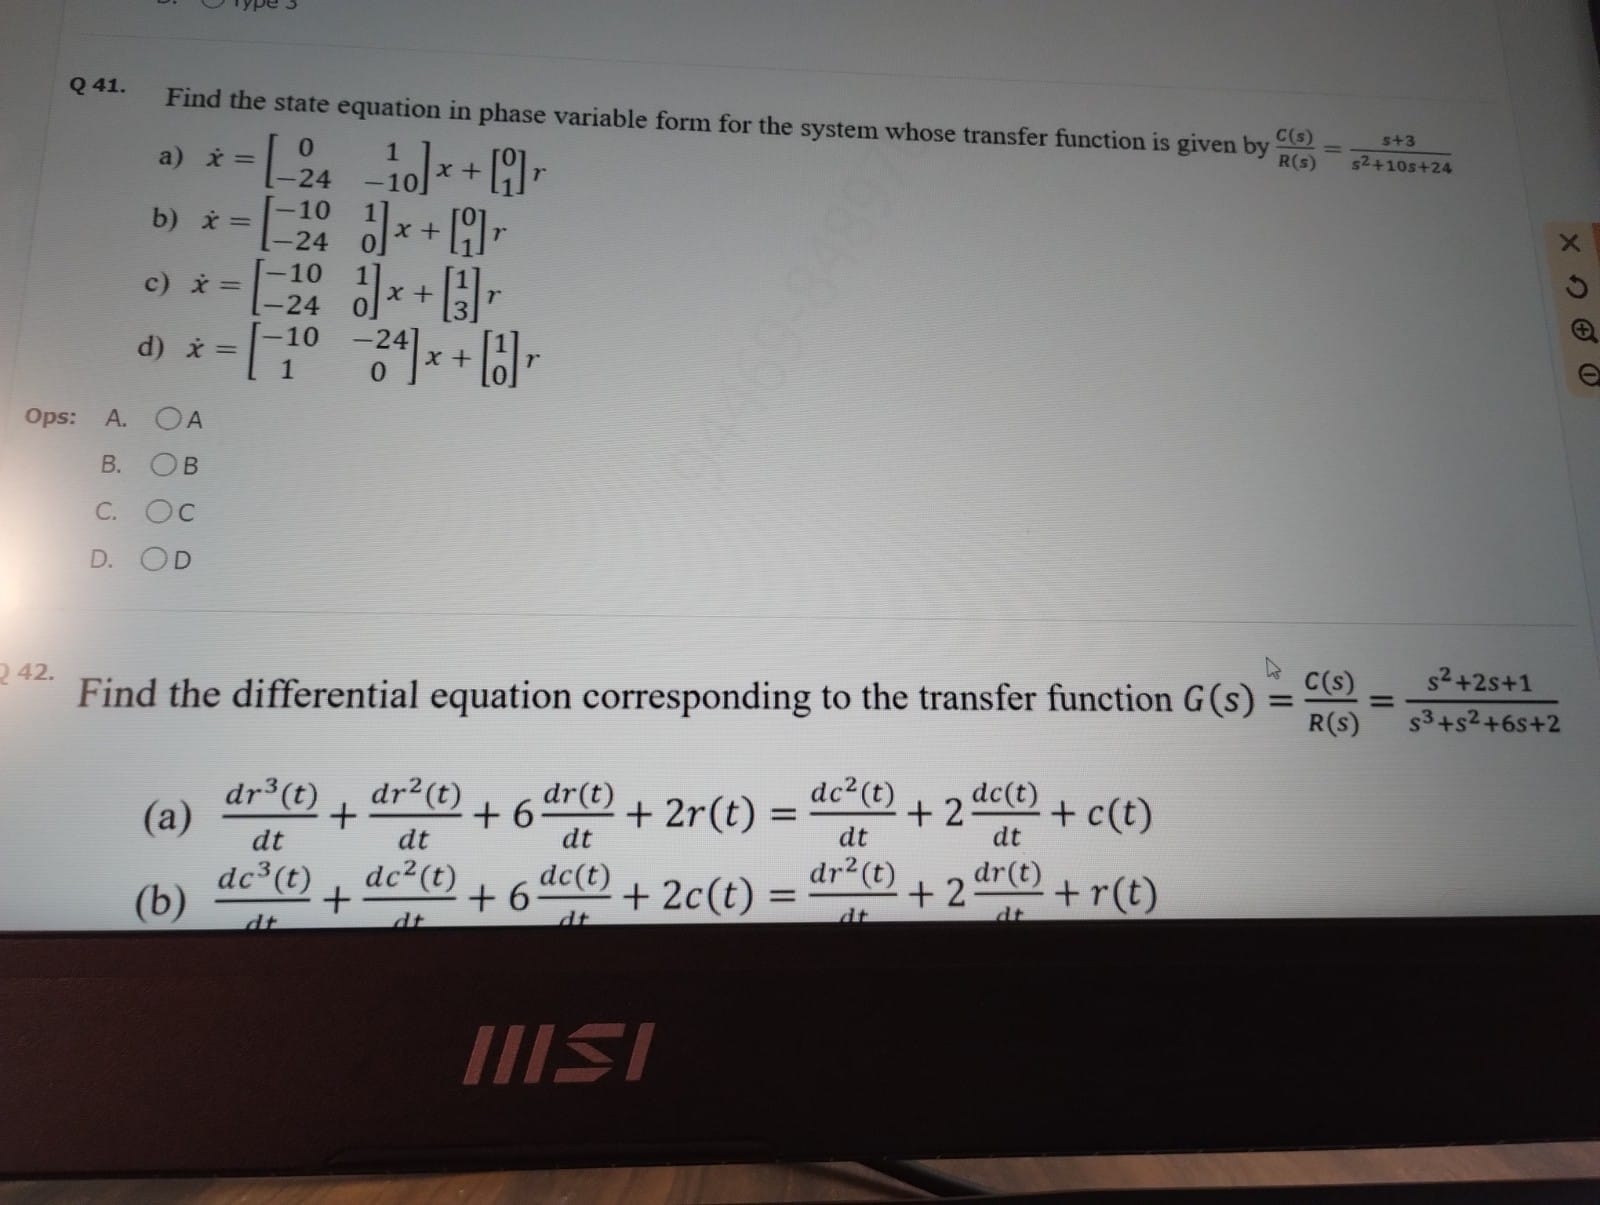 Type 3
Q 41. Find the state equation in phase variable form for the system whose transfer function is given by C(s)/R(s) = s+3/s²+10s+24
a) ẋ = [0 1; -24 -10] x + [0; 1] r
b) ẋ = [-10 1; -24 0] x + [0; 1] r
c) ẋ = [-10 1; -24 0] x + [1; 3] r
d) ẋ = [-10 -24; 1 0] x + [1; 0] r
Ops: A. A
B. B
C. C
D. D
42. Find the differential equation corresponding to the transfer function G(s) = C(s)/R(s) = s²+2s+1/s³+s²+6s+2
(a) dr³(t)/dt + dr²(t)/dt + 6 dr(t)/dt + 2r(t) = dc²(t)/dt + 2 dc(t)/dt + c(t)
(b) dc³(t)/dt + dc²(t)/dt + 6 dc(t)/dt + 2c(t) = dr²(t)/dt + 2 dr(t)/dt + r(t)
msi